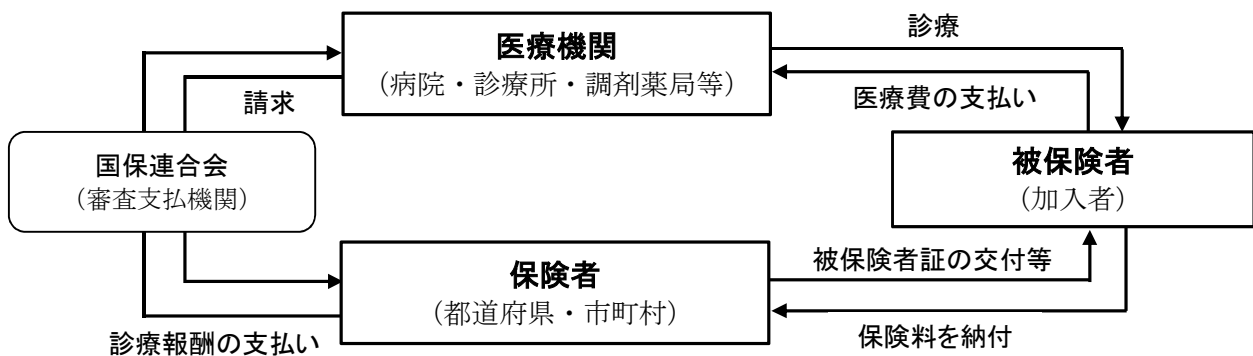 医療機関
（病院・診療所・調剤薬局等）
診療
医療費の支払い
請求
国保連合会
（審査支払機関）
被保険者
（加入者）
保険者
（都道府県・市町村）
被保険者証の交付等
保険料を納付
診療報酬の支払い